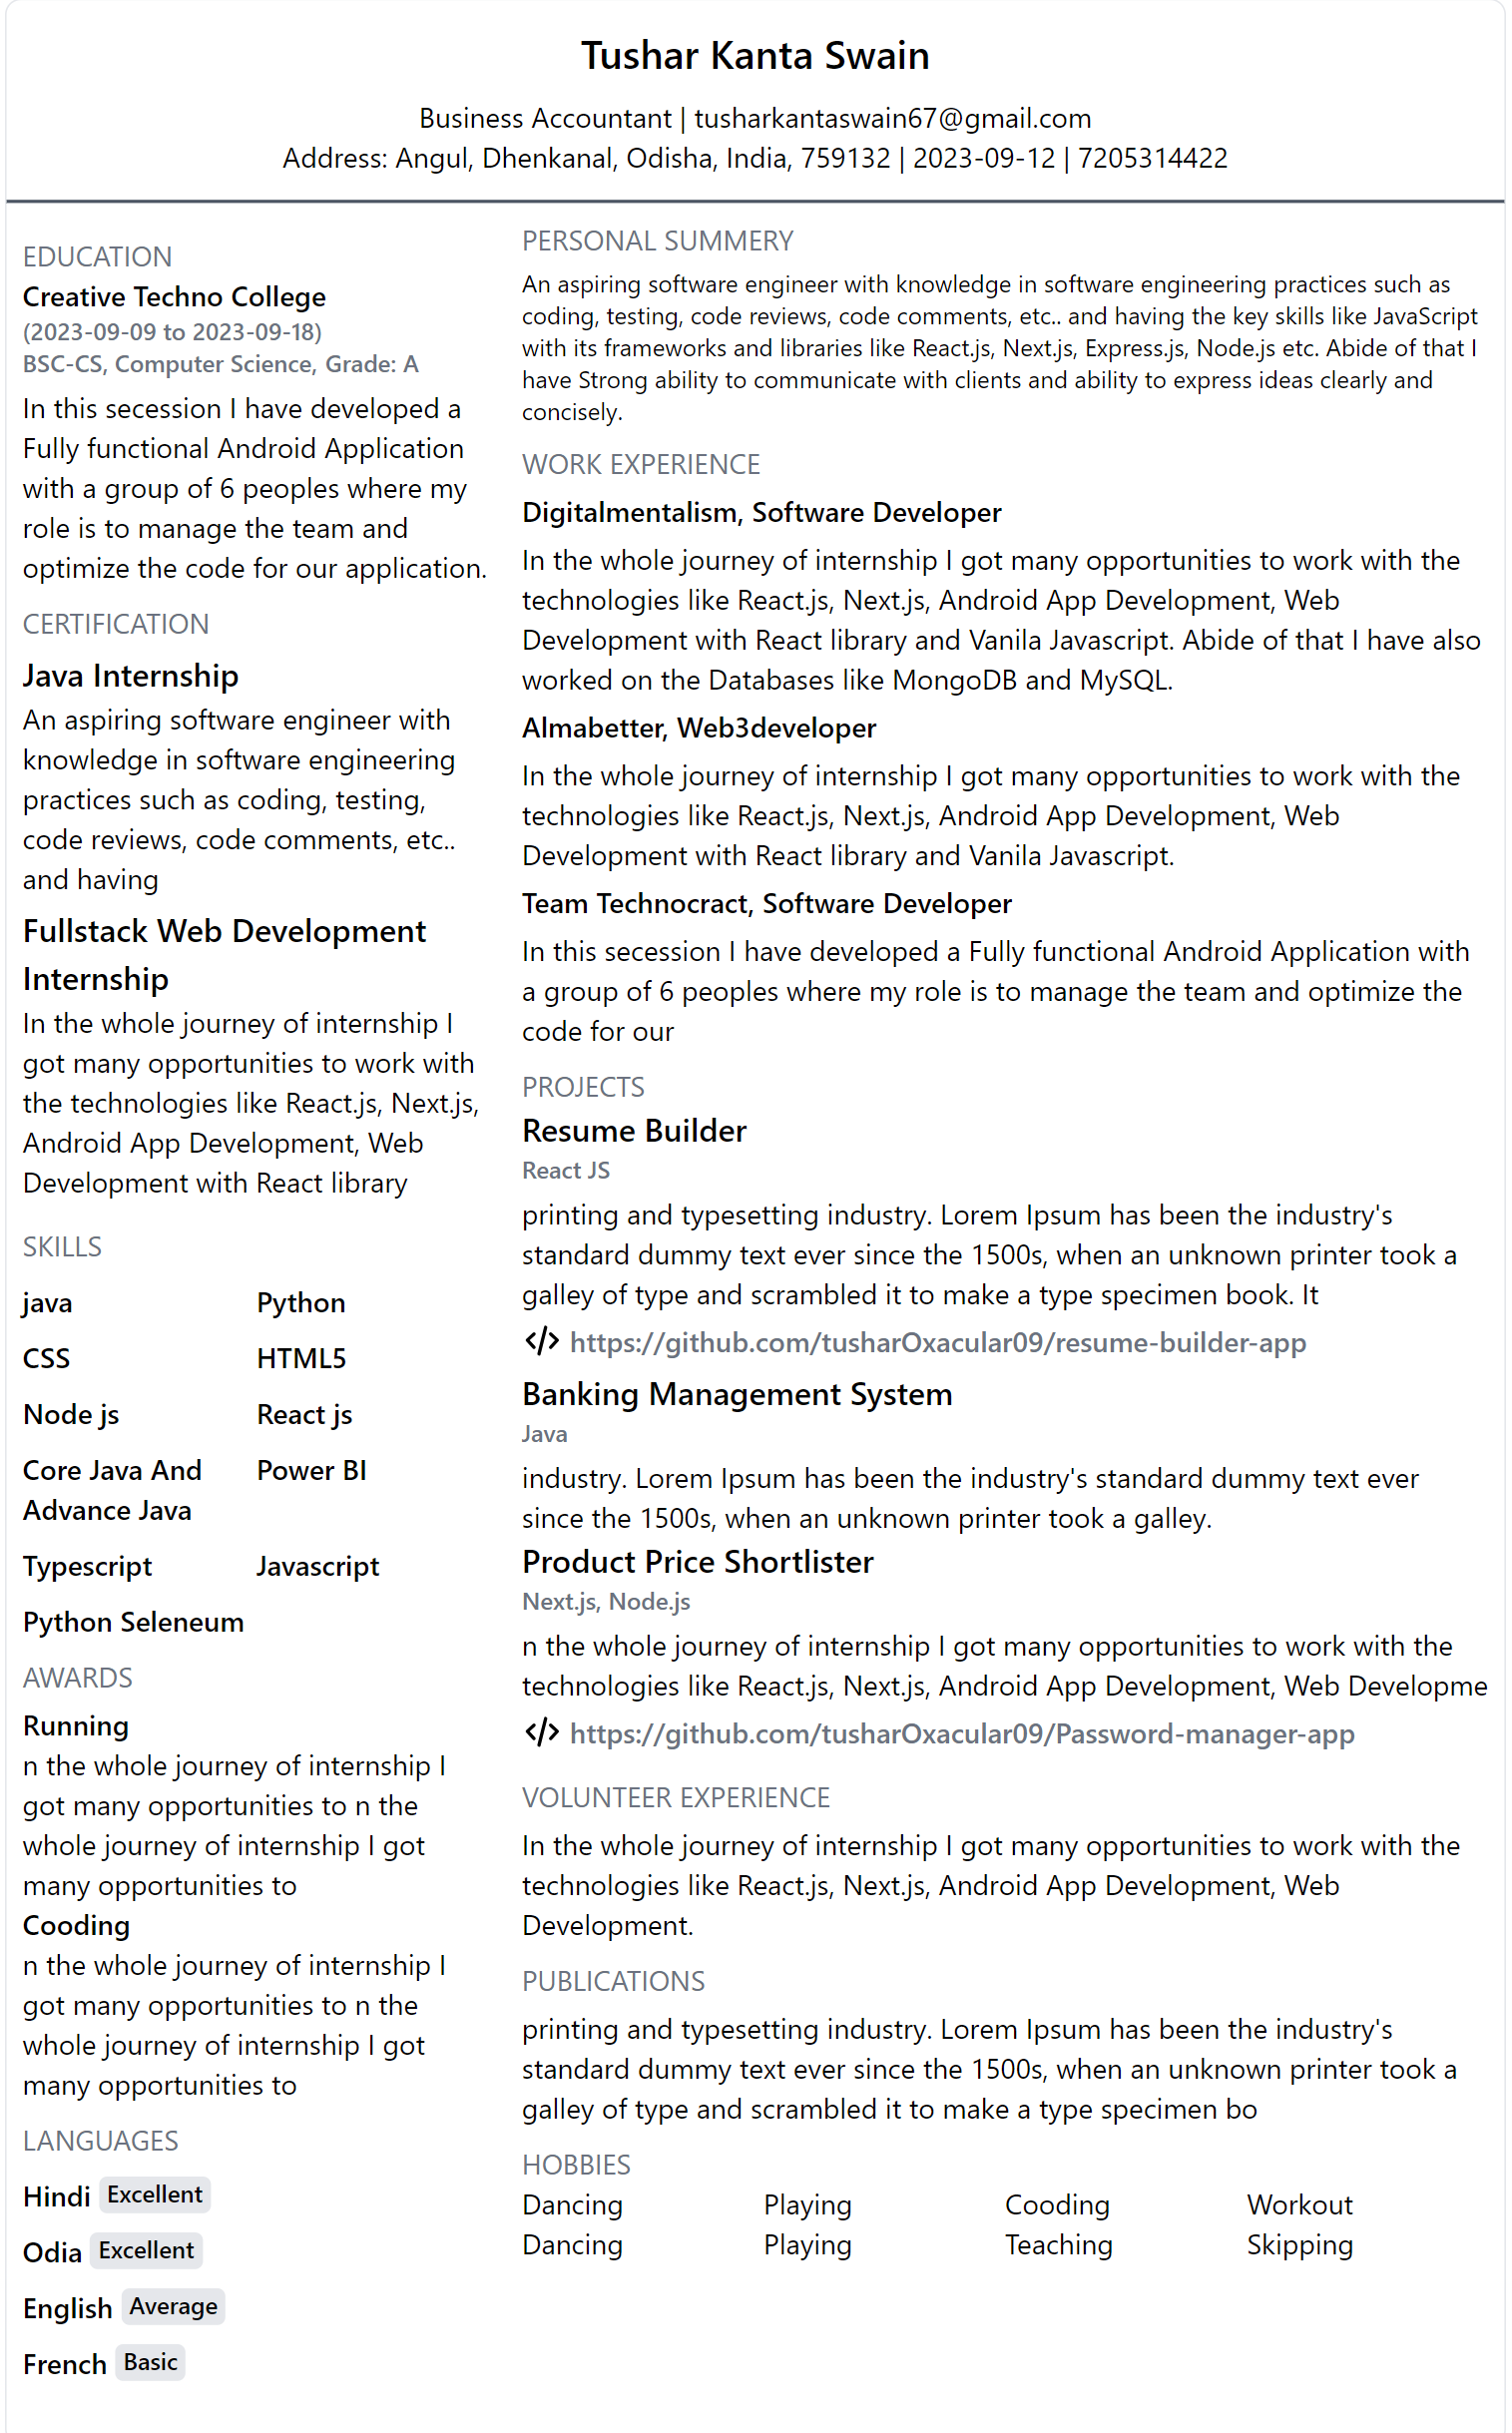 Tushar Kanta Swain
Business Accountant | tusharkantaswain67@gmail.com
Address: Angul, Dhenkanal, Odisha, India, 759132 | 2023-09-12 | 7205314422
EDUCATION
Creative Techno College
(2023-09-09 to 2023-09-18)
BSC-CS, Computer Science, Grade: A
In this secession I have developed a
Fully functional Android Application
with a group of 6 peoples where my
role is to manage the team and
optimize the code for our application.
CERTIFICATION
Java Internship
An aspiring software engineer with
knowledge in software engineering
practices such as coding, testing,
code reviews, code comments, etc..
and having
Fullstack Web Development
Internship
In the whole journey of internship I
got many opportunities to work with
the technologies like React.js, Next.js,
Android App Development, Web
Development with React library
SKILLS
java Python
CSS HTML5
Node js React js
Core Java And Power BI
Advance Java
Typescript Javascript
Python Seleneum
AWARDS
Running
n the whole journey of internship I
got many opportunities to n the
whole journey of internship I got
many opportunities to
Cooding
n the whole journey of internship I
got many opportunities to n the
whole journey of internship I got
many opportunities to
LANGUAGES
Hindi Excellent
Odia Excellent
English Average
French Basic
PERSONAL SUMMERY
An aspiring software engineer with knowledge in software engineering practices such as
coding, testing, code reviews, code comments, etc.. and having the key skills like JavaScript
with its frameworks and libraries like React.js, Next.js, Express.js, Node.js etc. Abide of that I
have Strong ability to communicate with clients and ability to express ideas clearly and
concisely.
WORK EXPERIENCE
Digitalmentalism, Software Developer
In the whole journey of internship I got many opportunities to work with the
technologies like React.js, Next.js, Android App Development, Web
Development with React library and Vanila Javascript. Abide of that I have also
worked on the Databases like MongoDB and MySQL.
Almabetter, Web3developer
In the whole journey of internship I got many opportunities to work with the
technologies like React.js, Next.js, Android App Development, Web
Development with React library and Vanila Javascript.
Team Technocract, Software Developer
In this secession I have developed a Fully functional Android Application with
a group of 6 peoples where my role is to manage the team and optimize the
code for our
PROJECTS
Resume Builder
React JS
printing and typesetting industry. Lorem Ipsum has been the industry's
standard dummy text ever since the 1500s, when an unknown printer took a
galley of type and scrambled it to make a type specimen book. It
https://github.com/tusharOxacular09/resume-builder-app
Banking Management System
Java
industry. Lorem Ipsum has been the industry's standard dummy text ever
since the 1500s, when an unknown printer took a galley.
Product Price Shortlister
Next.js, Node.js
n the whole journey of internship I got many opportunities to work with the
technologies like React.js, Next.js, Android App Development, Web Developme
https://github.com/tusharOxacular09/Password-manager-app
VOLUNTEER EXPERIENCE
In the whole journey of internship I got many opportunities to work with the
technologies like React.js, Next.js, Android App Development, Web
Development.
PUBLICATIONS
printing and typesetting industry. Lorem Ipsum has been the industry's
standard dummy text ever since the 1500s, when an unknown printer took a
galley of type and scrambled it to make a type specimen bo
HOBBIES
Dancing Playing Cooding Workout
Dancing Playing Teaching Skipping